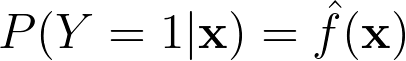 P(Y = 1|𝐱) = f̂(𝐱)